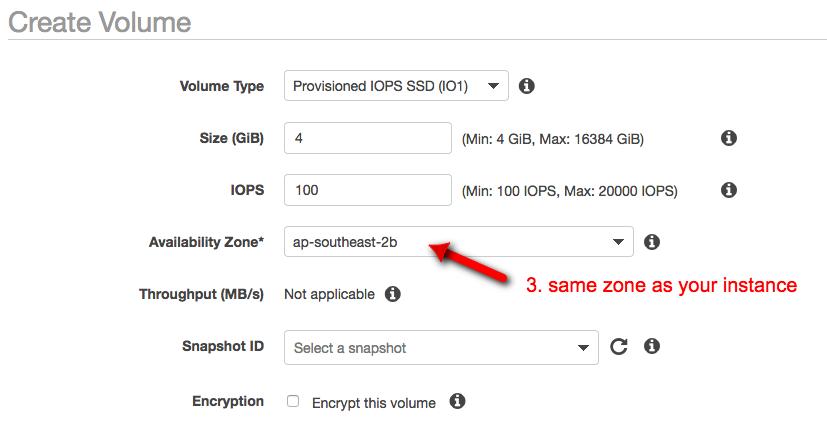 Create Volume
Volume Type Provisioned IOPS SSD (IO1)
Size (GiB) 4 (Min: 4 GiB, Max: 16384 GiB)
IOPS 100 (Min: 100 IOPS, Max: 20000 IOPS)
Availability Zone* ap-southeast-2b
3. same zone as your instance
Throughput (MB/s) Not applicable
Snapshot ID Select a snapshot
Encryption Encrypt this volume